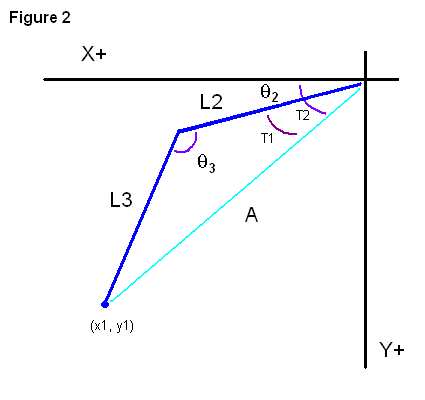 Figure 2
X+
L2
θ2
T2
T1
θ3
L3
A
(x1, y1)
Y+